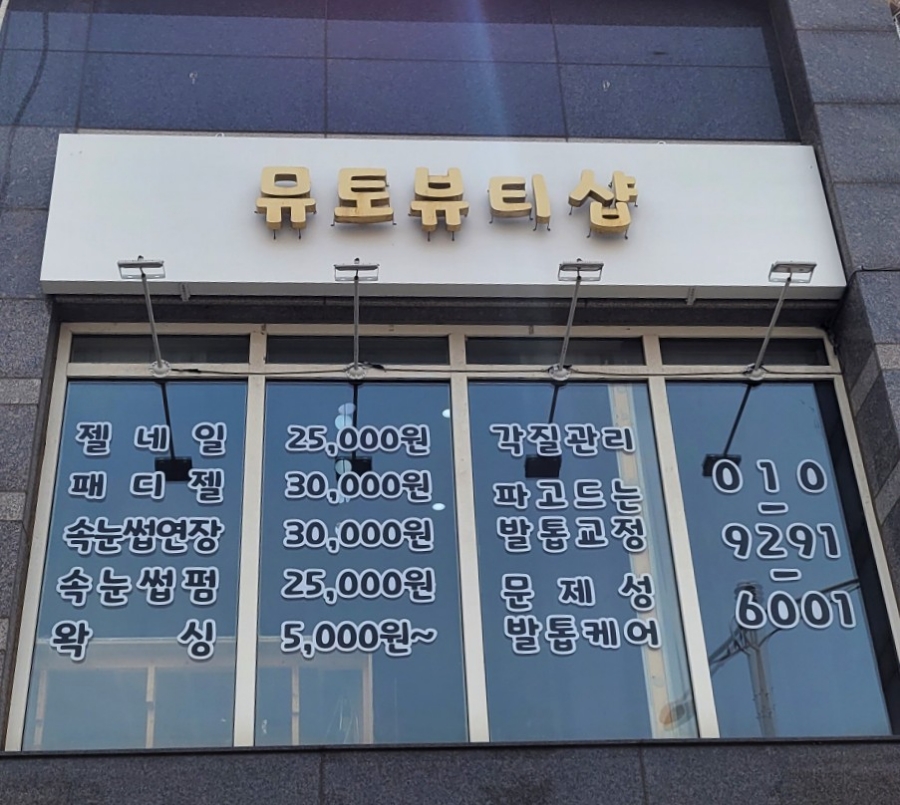 뮤토뷰티샵
젤네일 25,000원
패디젤 30,000원
속눈썹연장 30,000원
속눈썹펌 25,000원
왁싱 5,000원~
각질관리
파고드는
발톱교정
문제성
발톱케어
010
-
9291
-
6001